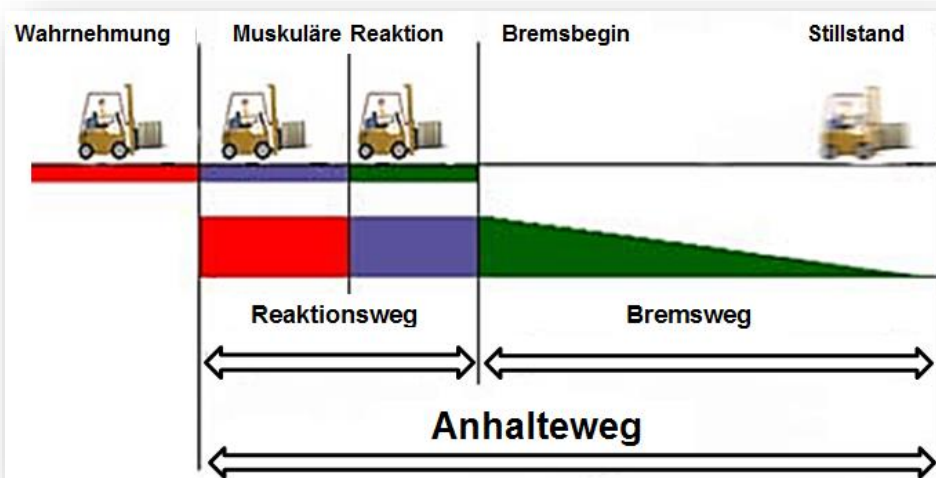 Wahrnehmung Muskuläre Reaktion Bremsbegin Stillstand
Reaktionsweg Bremsweg
Anhalteweg